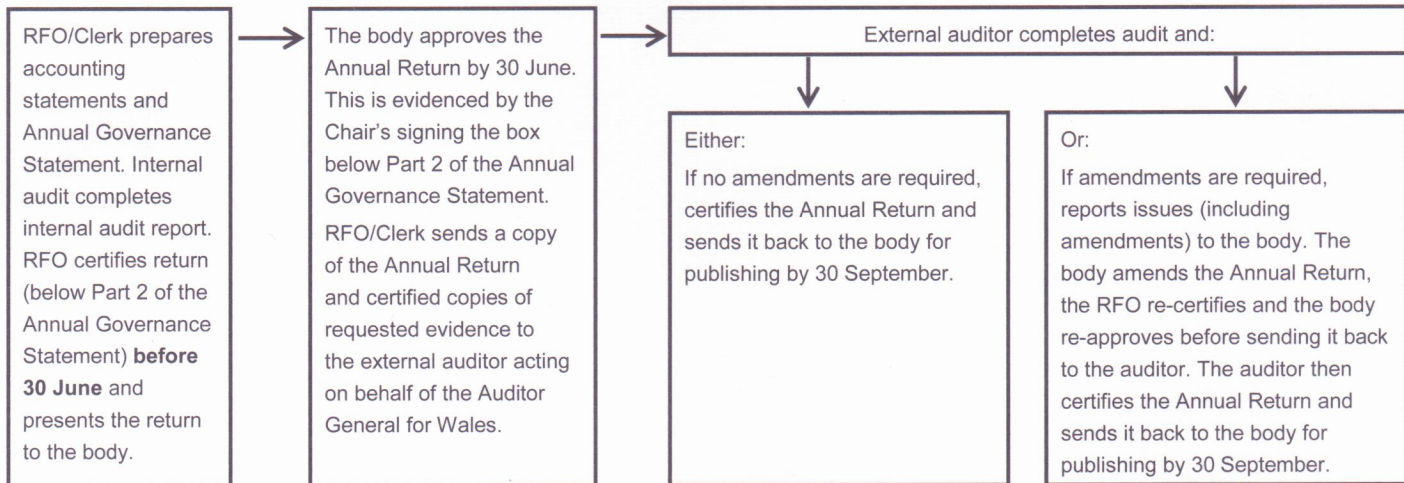 RFO/Clerk prepares
accounting
statements and
Annual Governance
Statement. Internal
audit completes
internal audit report.
RFO certifies return
(below Part 2 of the
Annual Governance
Statement) before
30 June and
presents the return
to the body.
The body approves the
Annual Return by 30 June.
This is evidenced by the
Chair's signing the box
below Part 2 of the Annual
Governance Statement.
RFO/Clerk sends a copy
of the Annual Return
and certified copies of
requested evidence to
the external auditor acting
on behalf of the Auditor
General for Wales.
External auditor completes audit and:
Either:
If no amendments are required,
certifies the Annual Return and
sends it back to the body for
publishing by 30 September.
Or:
If amendments are required,
reports issues (including
amendments) to the body. The
body amends the Annual Return,
the RFO re-certifies and the body
re-approves before sending it back
to the auditor. The auditor then
certifies the Annual Return and
sends it back to the body for
publishing by 30 September.